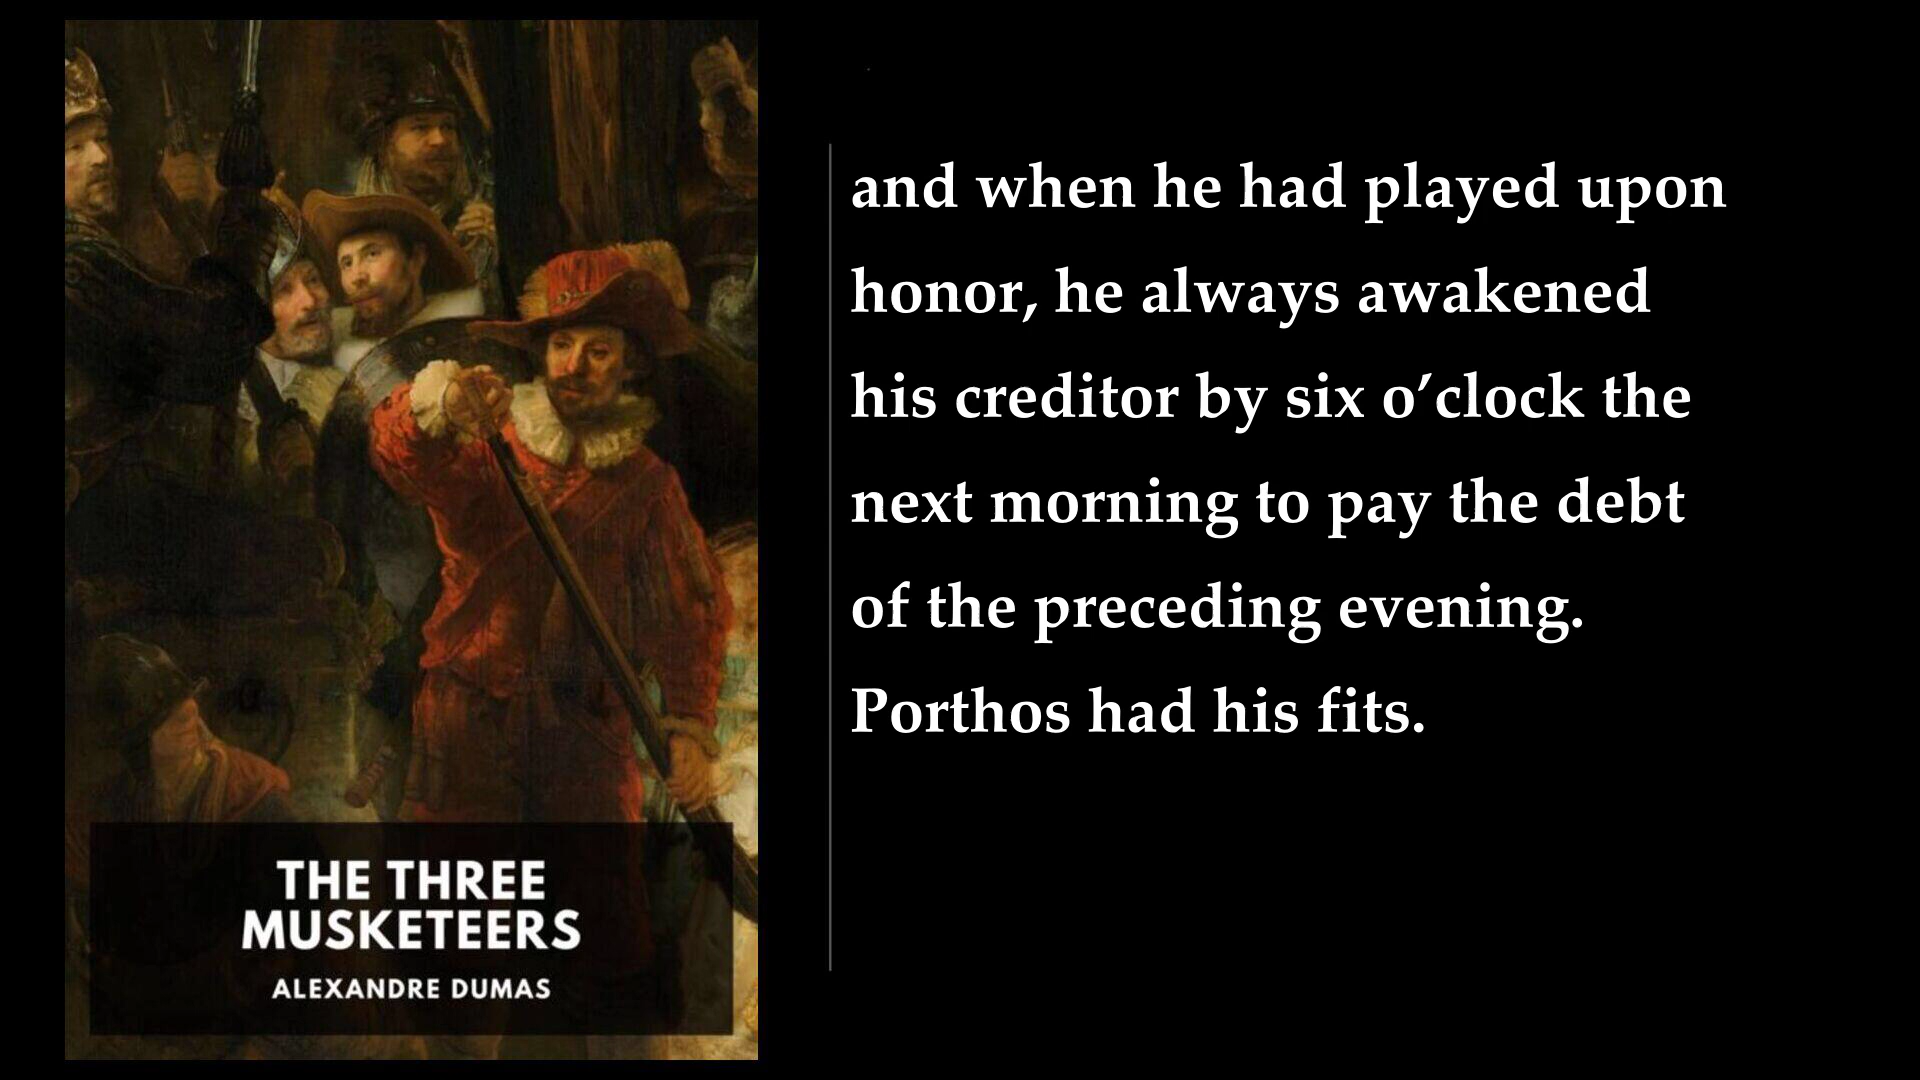 and when he had played upon
honor, he always awakened
his creditor by six o’clock the
next morning to pay the debt
of the preceding evening.
Porthos had his fits.
THE THREE
MUSKETEERS
ALEXANDRE DUMAS